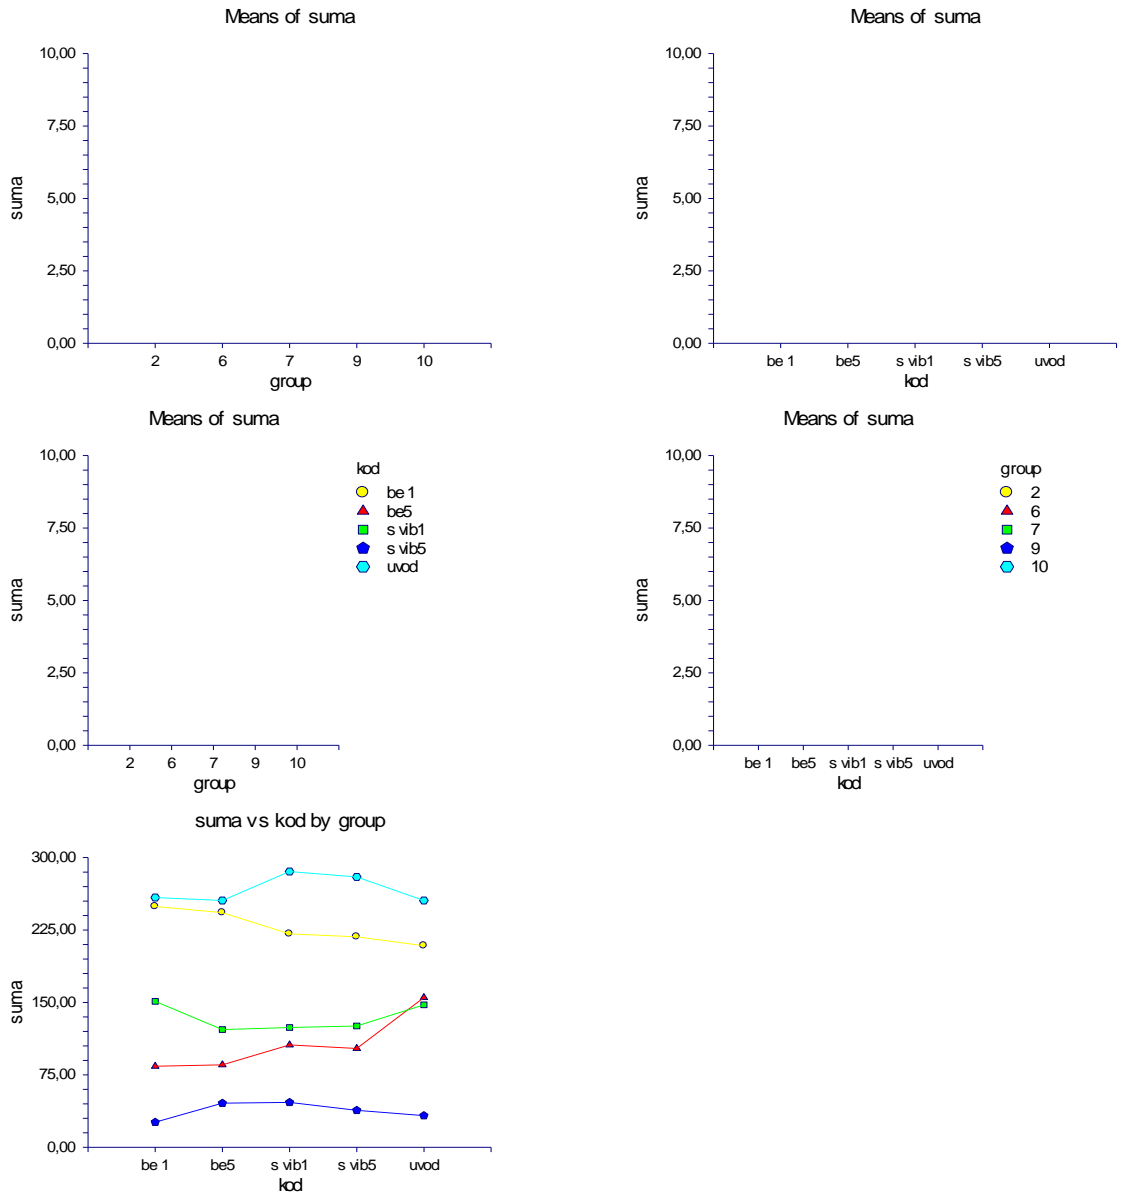 Means of suma
10,00
7,50
5,00
2,50
0,00
suma
2 6 7 9 10
group
Means of suma
10,00
7,50
5,00
2,50
0,00
suma
be 1 be5 s vib1 s vib5 uvod
kod
Means of suma
10,00
7,50
5,00
2,50
0,00
suma
2 6 7 9 10
group
kod
be 1
be5
s vib1
s vib5
uvod
Means of suma
10,00
7,50
5,00
2,50
0,00
suma
be 1 be5 s vib1 s vib5 uvod
kod
group
2
6
7
9
10
suma vs kod by group
300,00
225,00
150,00
75,00
0,00
suma
be 1 be5 s vib1 s vib5 uvod
kod